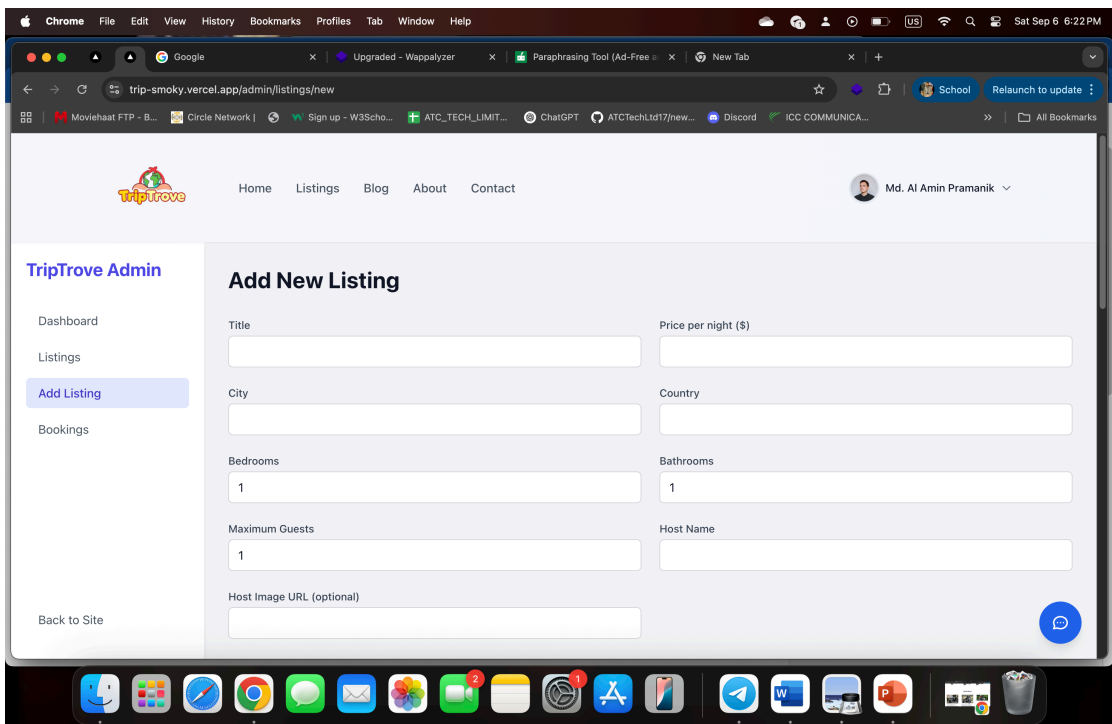 Chrome File Edit View History Bookmarks Profiles Tab Window Help US Sat Sep 6 6:22 PM
Google Upgraded - Wappalyzer Paraphrasing Tool (Ad-Free a New Tab
trip-smoky.vercel.app/admin/listings/new School Relaunch to update
Moviehaat FTP - B... Circle Network | Sign up - W3Scho... ATC_TECH_LIMIT... ChatGPT ATCTechLtd17/new... Discord ICC COMMUNICA... All Bookmarks
TripTrove Home Listings Blog About Contact Md. Al Amin Pramanik
TripTrove Admin
Dashboard
Listings
Add Listing
Bookings
Back to Site
Add New Listing
Title Price per night ($)
City Country
Bedrooms Bathrooms
1 1
Maximum Guests Host Name
1
Host Image URL (optional)
2 1
W P